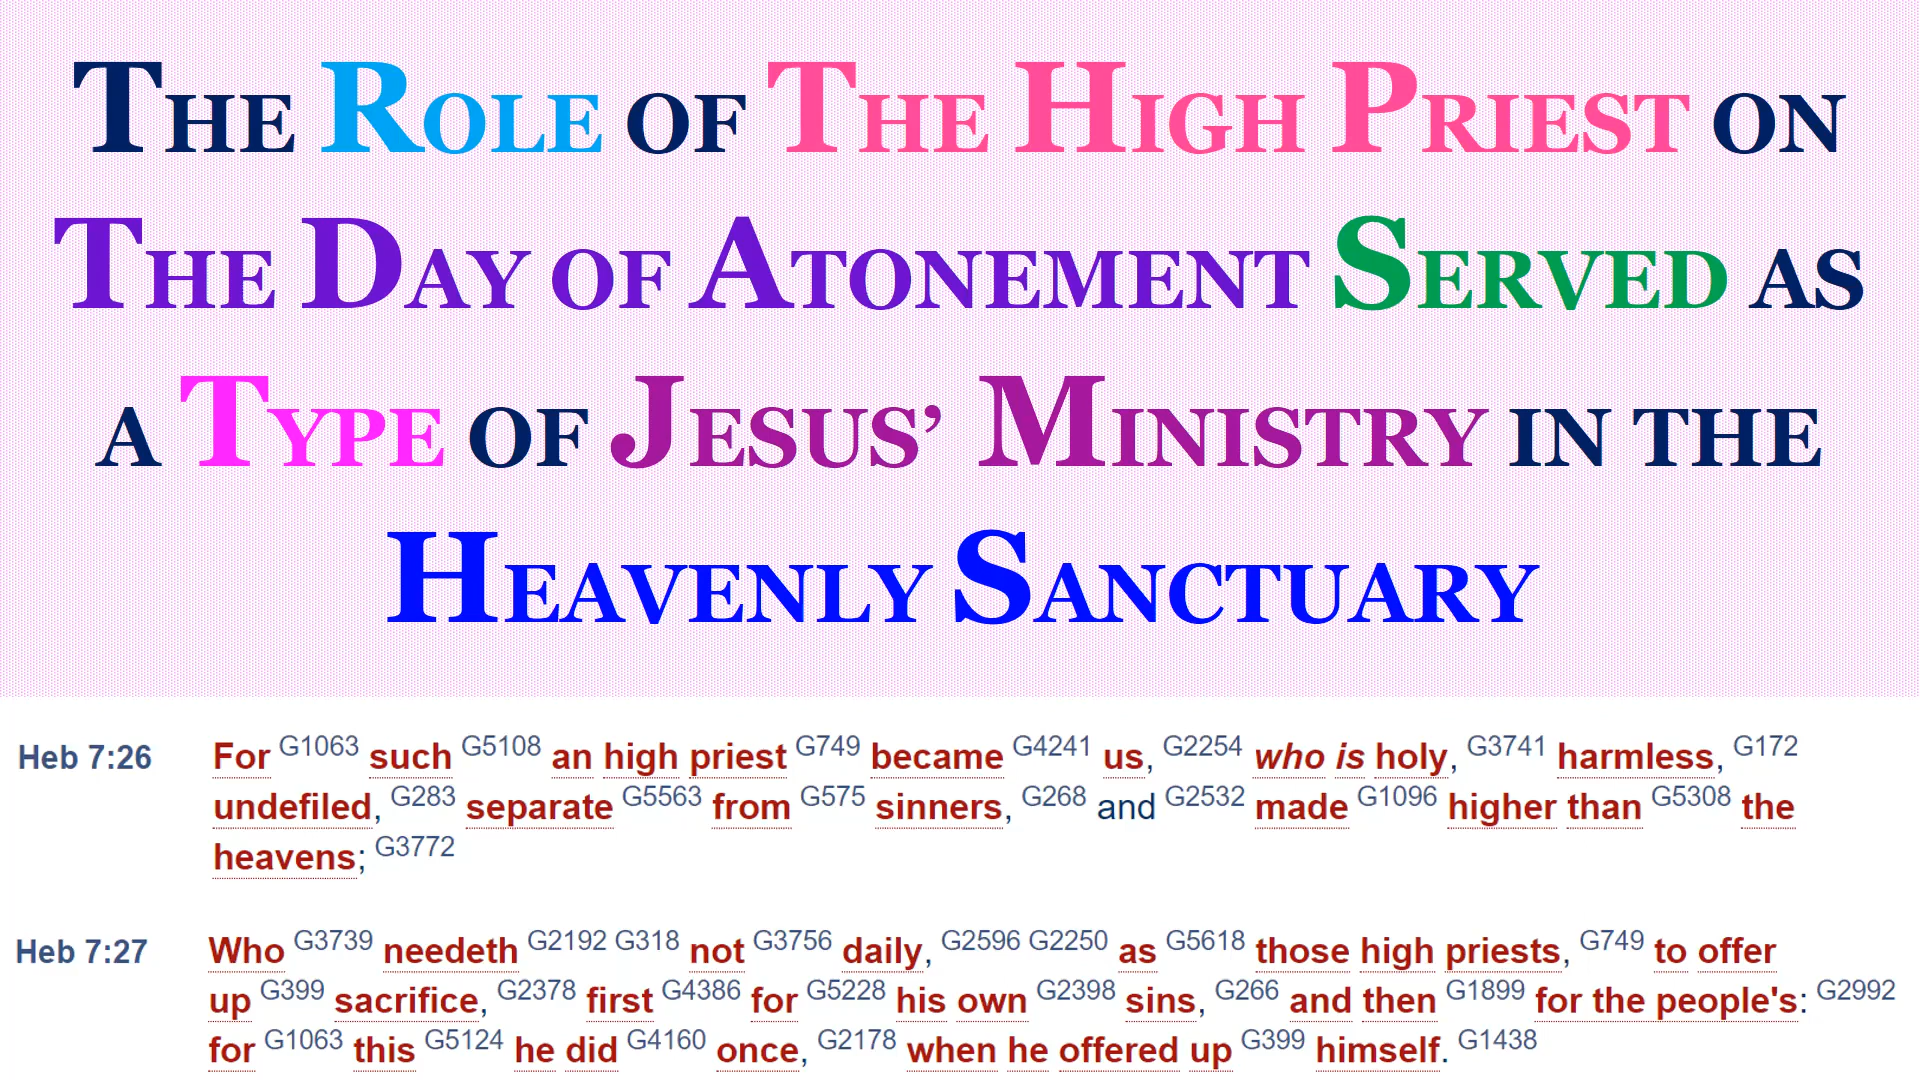 The Role of The High Priest on
The Day of Atonement Served as
a Type of Jesus’ Ministry in the
Heavenly Sanctuary
Heb 7:26 For G1063 such G5108 an high priest G749 became G4241 us, G2254 who is holy, G3741 harmless, G172
undefiled, G283 separate G5563 from G575 sinners, G268 and G2532 made G1096 higher than G5308 the
heavens; G3772
Heb 7:27 Who G3739 needeth G2192 G318 not G3756 daily, G2596 G2250 as G5618 those high priests, G749 to offer
up G399 sacrifice, G2378 first G4386 for G5228 his own G2398 sins, G266 and then G1899 for the people's: G2992
for G1063 this G5124 he did G4160 once, G2178 when he offered up G399 himself. G1438